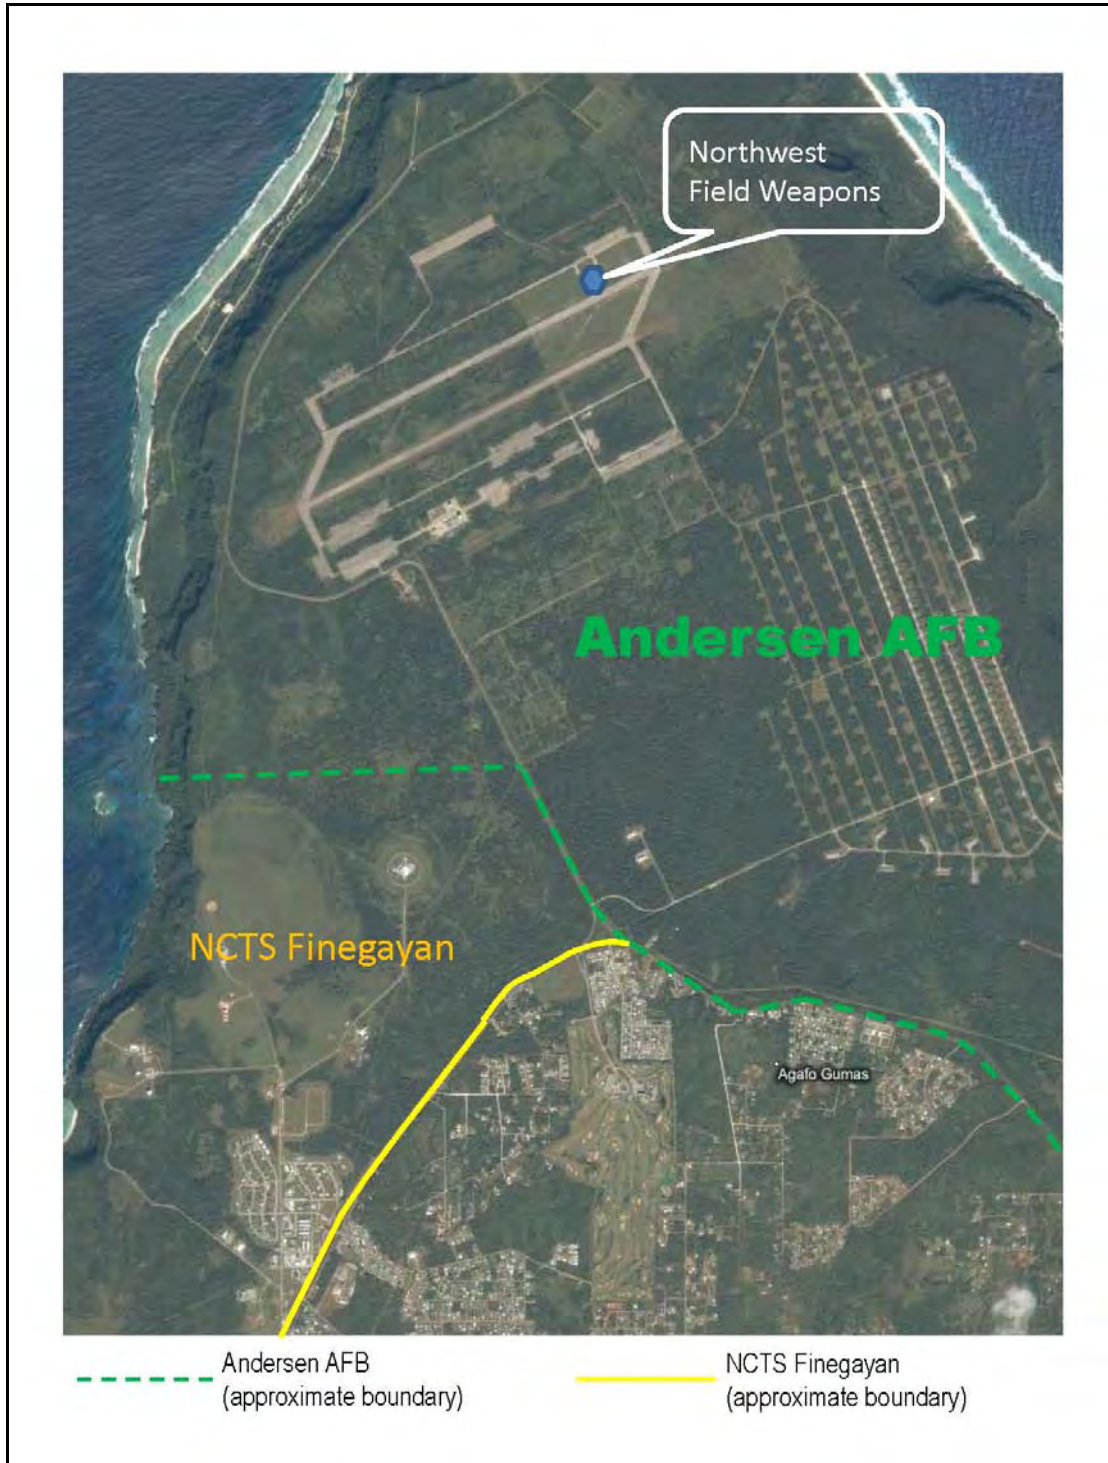 Northwest
Field Weapons
Andersen AFB
NCTS Finegayan
Agafo Gumas
Andersen AFB
(approximate boundary)
NCTS Finegayan
(approximate boundary)